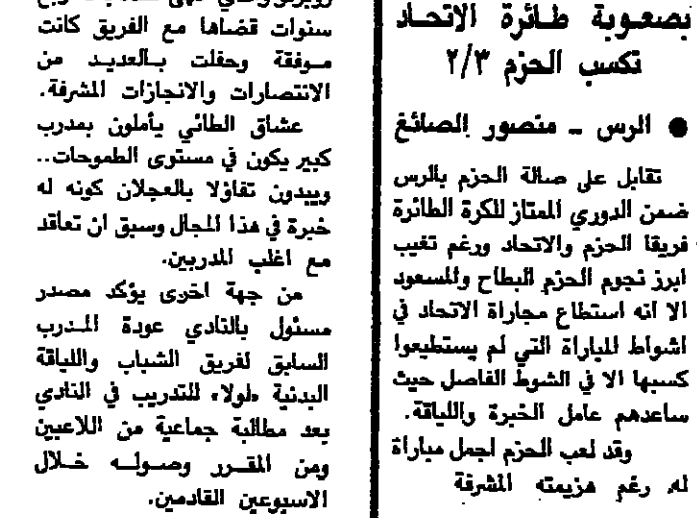 بصعوبة طائرة الاتحاد
تكسب الحزم ٢/٣
● الرس ـ منصور الصائغ
تقابل على صالة الحزم بالرس
ضمن الدوري الممتاز للكرة الطائرة
فريقا الحزم والاتحاد ورغم تغيب
ابرز نجوم الحزم البطاح والمسعود
الا انه استطاع مجاراة الاتحاد في
اشواط المباراة التي لم يستطيعوا
كسبها الا في الشوط الفاصل حيث
ساعدهم عامل الخبرة واللياقة.
وقد لعب الحزم اجمل مباراة
له رغم هزيمته المشرفة
سنوات قضاها مع الفريق كانت
موفقة وحفلت بالعديد من
الانتصارات والانجازات المشرفة.
عشاق الطائي يأملون بمدرب
كبير يكون في مستوى الطموحات..
ويبدون تفاؤلا بالعجلان كونه له
خبرة في هذا المجال وسبق ان تعاقد
مع اغلب المدربين.
من جهة اخرى يؤكد مصدر
مسئول بالنادي عودة المدرب
السابق لفريق الشباب واللياقة
البدنية «لولا» للتدريب في النادي
بعد مطالبة جماعية من اللاعبين
ومن المقرر وصوله خلال
الاسبوعين القادمين.